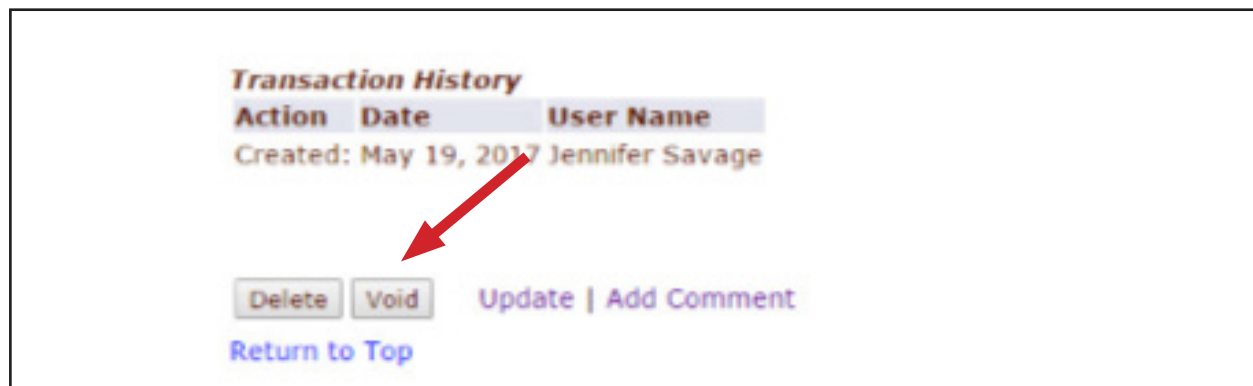 Transaction History
Action Date User Name
Created: May 19, 2017 Jennifer Savage
Delete Void Update | Add Comment
Return to Top